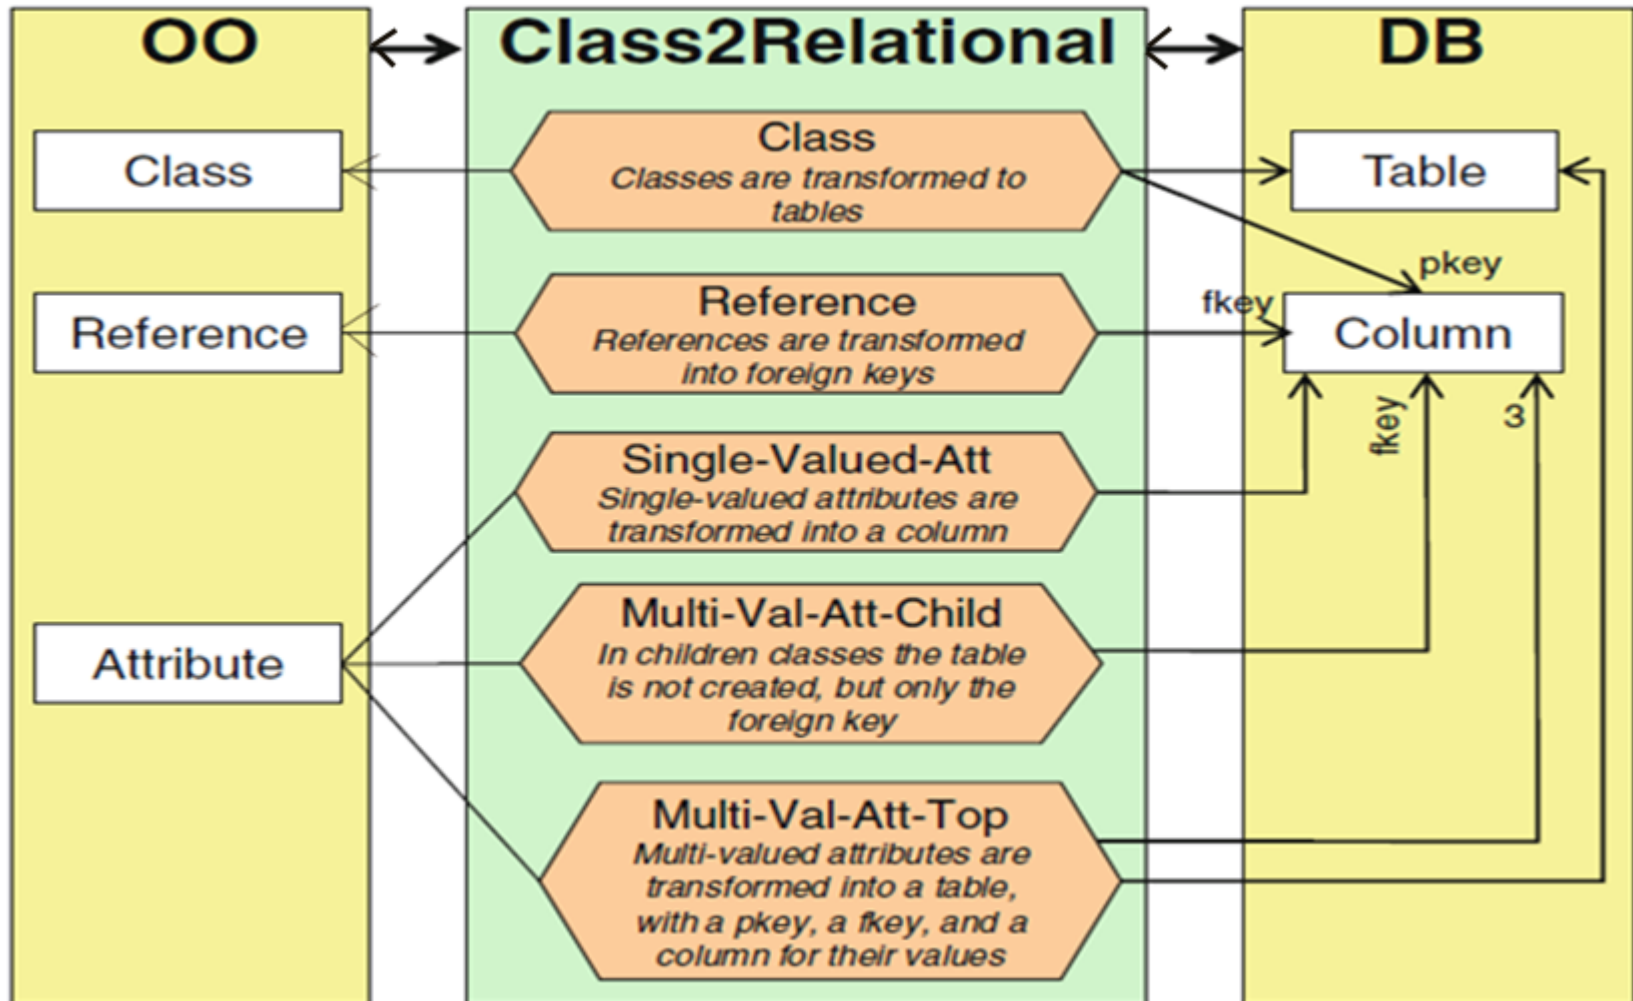 OO
Class2Relational
DB
Class
Class
Classes are transformed to
tables
Table
pkey
Reference
Reference
References are transformed
into foreign keys
fkey
Column
Single-Valued-Att
Single-valued attributes are
transformed into a column
fkey
3
Attribute
Multi-Val-Att-Child
In children classes the table
is not created, but only the
foreign key
Multi-Val-Att-Top
Multi-valued attributes are
transformed into a table,
with a pkey, a fkey, and a
column for their values